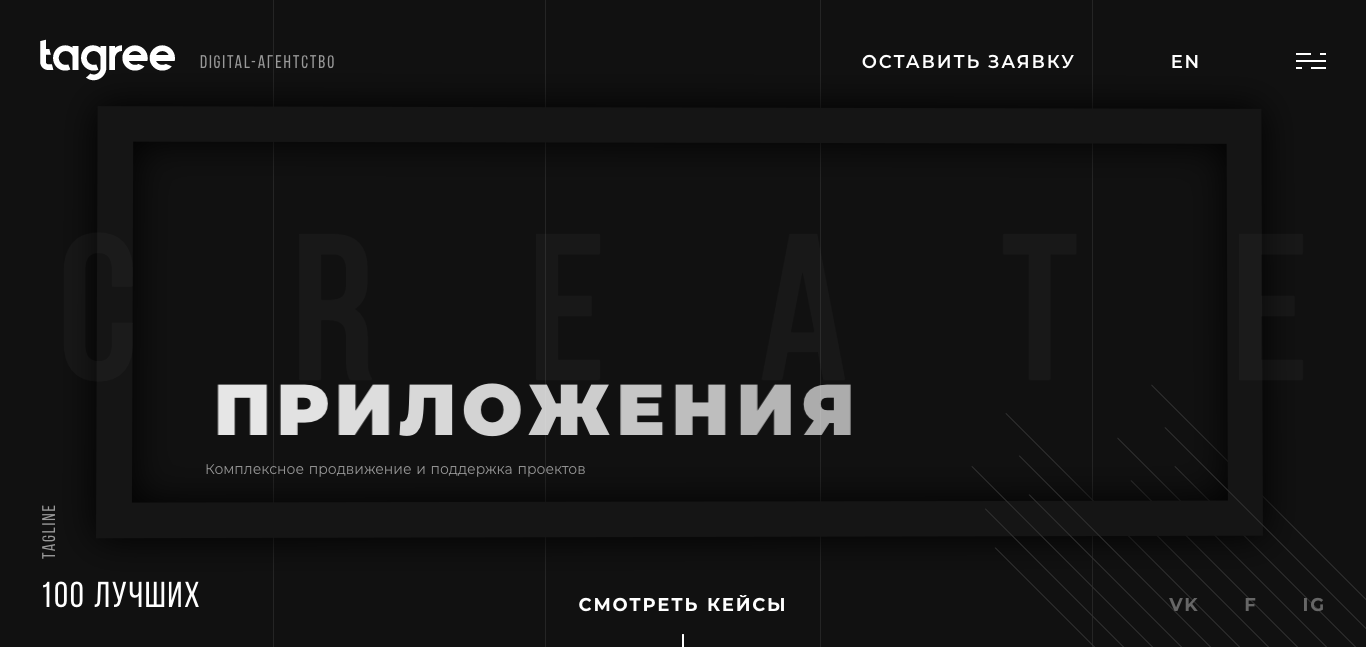 tagree
DIGITAL-АГЕНТСТВО
ОСТАВИТЬ ЗАЯВКУ
EN
CREATE
ПРИЛОЖЕНИЯ
Комплексное продвижение и поддержка проектов
TAGLINE
100 ЛУЧШИХ
СМОТРЕТЬ КЕЙСЫ
VK
F
IG